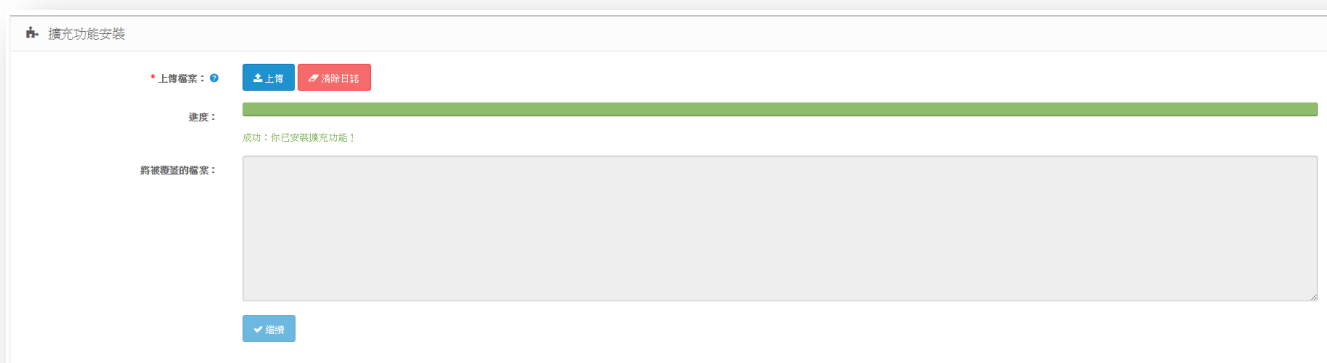 擴充功能安裝
* 上傳檔案：
上傳 清除日誌
進度：
成功：你已安裝擴充功能！
將被覆蓋的檔案：
繼續